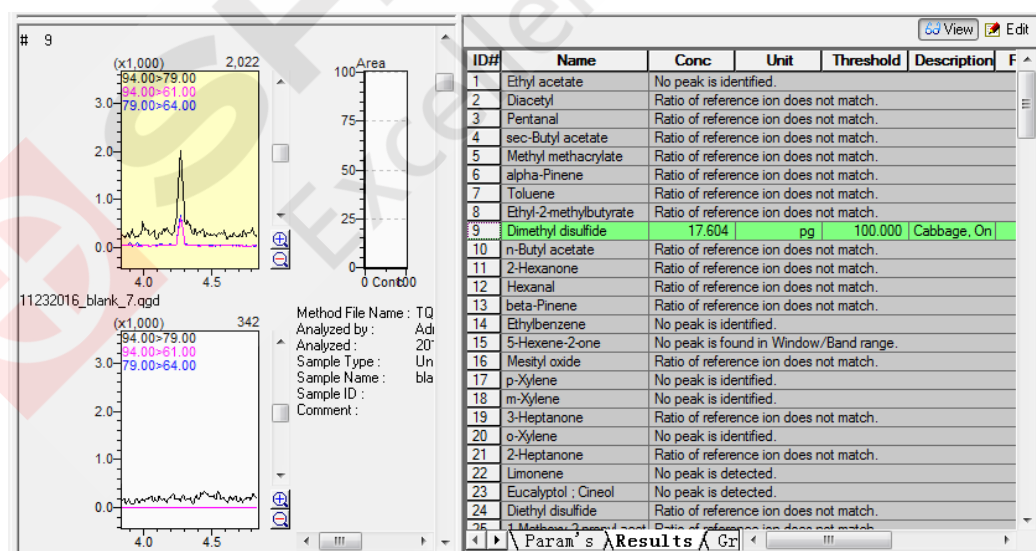 # 9
(x1,000) 2,022
94.00>79.00
94.00>61.00
79.00>64.00
3.0
2.0
1.0
0.0
4.0 4.5
Area
100
75
50
25
0
0 Conc
11232016_blank_7.qgd
(x1,000) 342
94.00>79.00
94.00>61.00
79.00>64.00
3.0
2.0
1.0
0.0
4.0 4.5
Method File Name : TQ
Analyzed by :
Analyzed : 20
Sample Type : Un
Sample Name : bla
Sample ID :
Comment :
View Edit
ID# Name Conc Unit Threshold Description F
1 Ethyl acetate No peak is identified.
2 Diacetyl Ratio of reference ion does not match.
3 Pentanal Ratio of reference ion does not match.
4 sec-Butyl acetate Ratio of reference ion does not match.
5 Methyl methacrylate Ratio of reference ion does not match.
6 alpha-Pinene Ratio of reference ion does not match.
7 Toluene Ratio of reference ion does not match.
8 Ethyl-2-methylbutyrate Ratio of reference ion does not match.
9 Dimethyl disulfide 17.604 pg 100.000 Cabbage, On
10 n-Butyl acetate Ratio of reference ion does not match.
11 2-Hexanone Ratio of reference ion does not match.
12 Hexanal Ratio of reference ion does not match.
13 beta-Pinene Ratio of reference ion does not match.
14 Ethylbenzene No peak is identified.
15 5-Hexene-2-one No peak is found in Window/Band range.
16 Mesityl oxide Ratio of reference ion does not match.
17 p-Xylene No peak is identified.
18 m-Xylene No peak is identified.
19 3-Heptanone Ratio of reference ion does not match.
20 o-Xylene No peak is identified.
21 2-Heptanone Ratio of reference ion does not match.
22 Limonene No peak is detected.
23 Eucalyptol ; Cineol No peak is detected.
24 Diethyl disulfide Ratio of reference ion does not match.
Param's Results Gr
Excelle